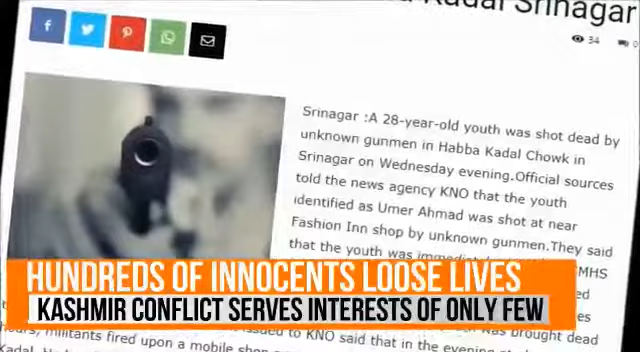 Kadal Srinagar
34
Srinagar :A 28-year-old youth was shot dead by
unknown gunmen in Habba Kadal Chowk in
Srinagar on Wednesday evening.Official sources
told the news agency KNO that the youth
identified as Umer Ahmad was shot at near
Fashion Inn shop by unknown gunmen.They said
that the youth was
HUNDREDS OF INNOCENTS LOOSE LIVES
KASHMIR CONFLICT SERVES INTERESTS OF ONLY FEW
brought dead
issued to KNO said that in the evening
militants fired upon a mobile